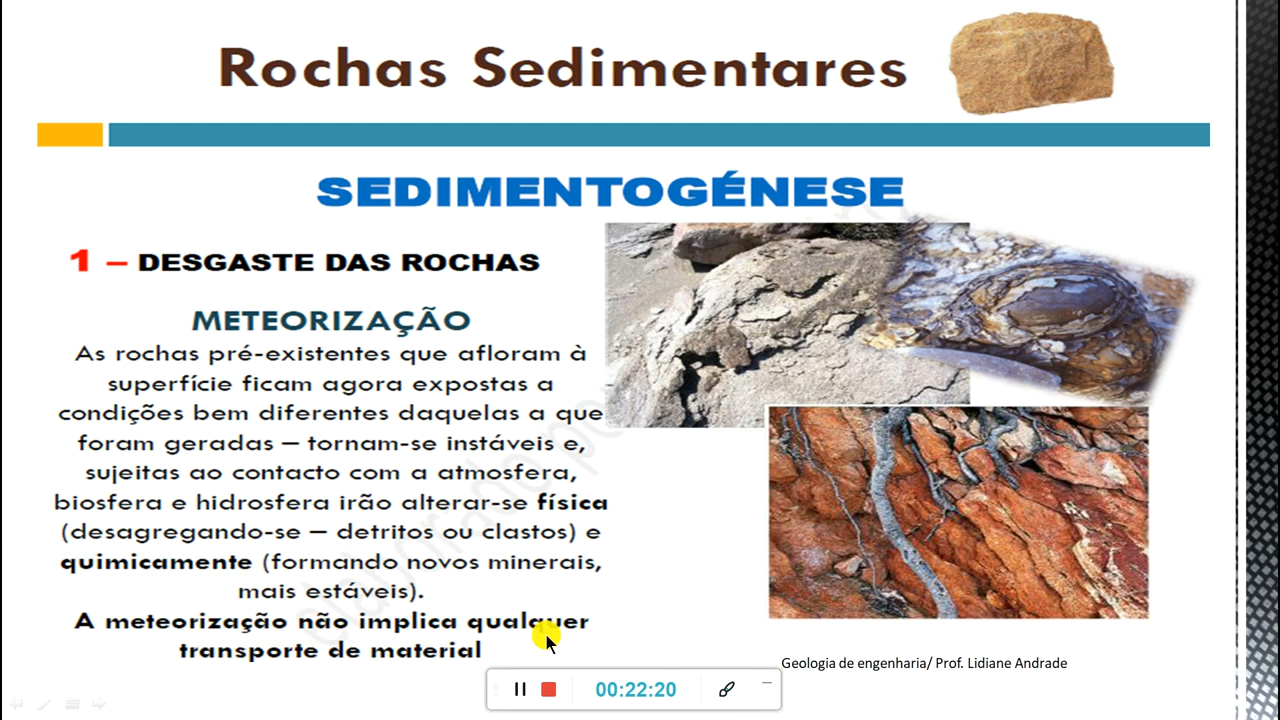 Rochas Sedimentares
SEDIMENTOGÉNESE
1 – DESGASTE DAS ROCHAS
METEORIZAÇÃO
As rochas pré-existentes que afloram à
superfície ficam agora expostas a
condições bem diferentes daquelas a que
foram geradas – tornam-se instáveis e,
sujeitas ao contacto com a atmosfera,
biosfera e hidrosfera irão alterar-se física
(desagregando-se – detritos ou clastos) e
quimicamente (formando novos minerais,
mais estáveis).
A meteorização não implica qualquer
transporte de material
Geologia de engenharia/ Prof. Lidiane Andrade
00:22:20